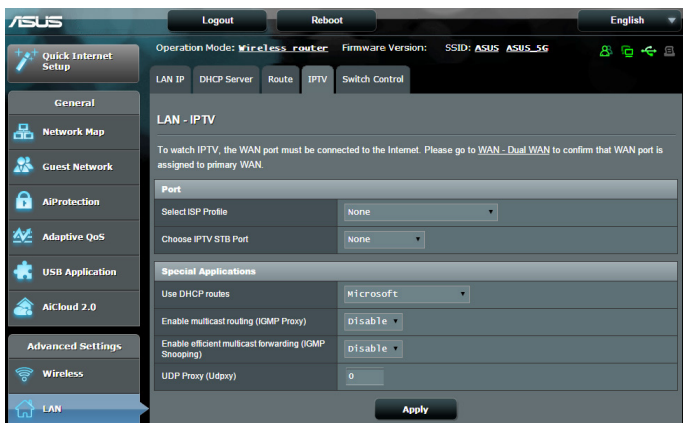 ASUS
Logout
Reboot
English
Quick Internet
Setup
Operation Mode: Wireless router Firmware Version: SSID: ASUS ASUS_5G
LAN IP DHCP Server Route IPTV Switch Control
General
Network Map
Guest Network
AiProtection
Adaptive QoS
USB Application
AiCloud 2.0
Advanced Settings
Wireless
LAN
LAN - IPTV
To watch IPTV, the WAN port must be connected to the Internet. Please go to WAN - Dual WAN to confirm that WAN port is
assigned to primary WAN.
Port
Select ISP Profile None
Choose IPTV STB Port None
Special Applications
Use DHCP routes Microsoft
Enable multicast routing (IGMP Proxy) Disable
Enable efficient multicast forwarding (IGMP
Snooping) Disable
UDP Proxy (Udpxy) 0
Apply